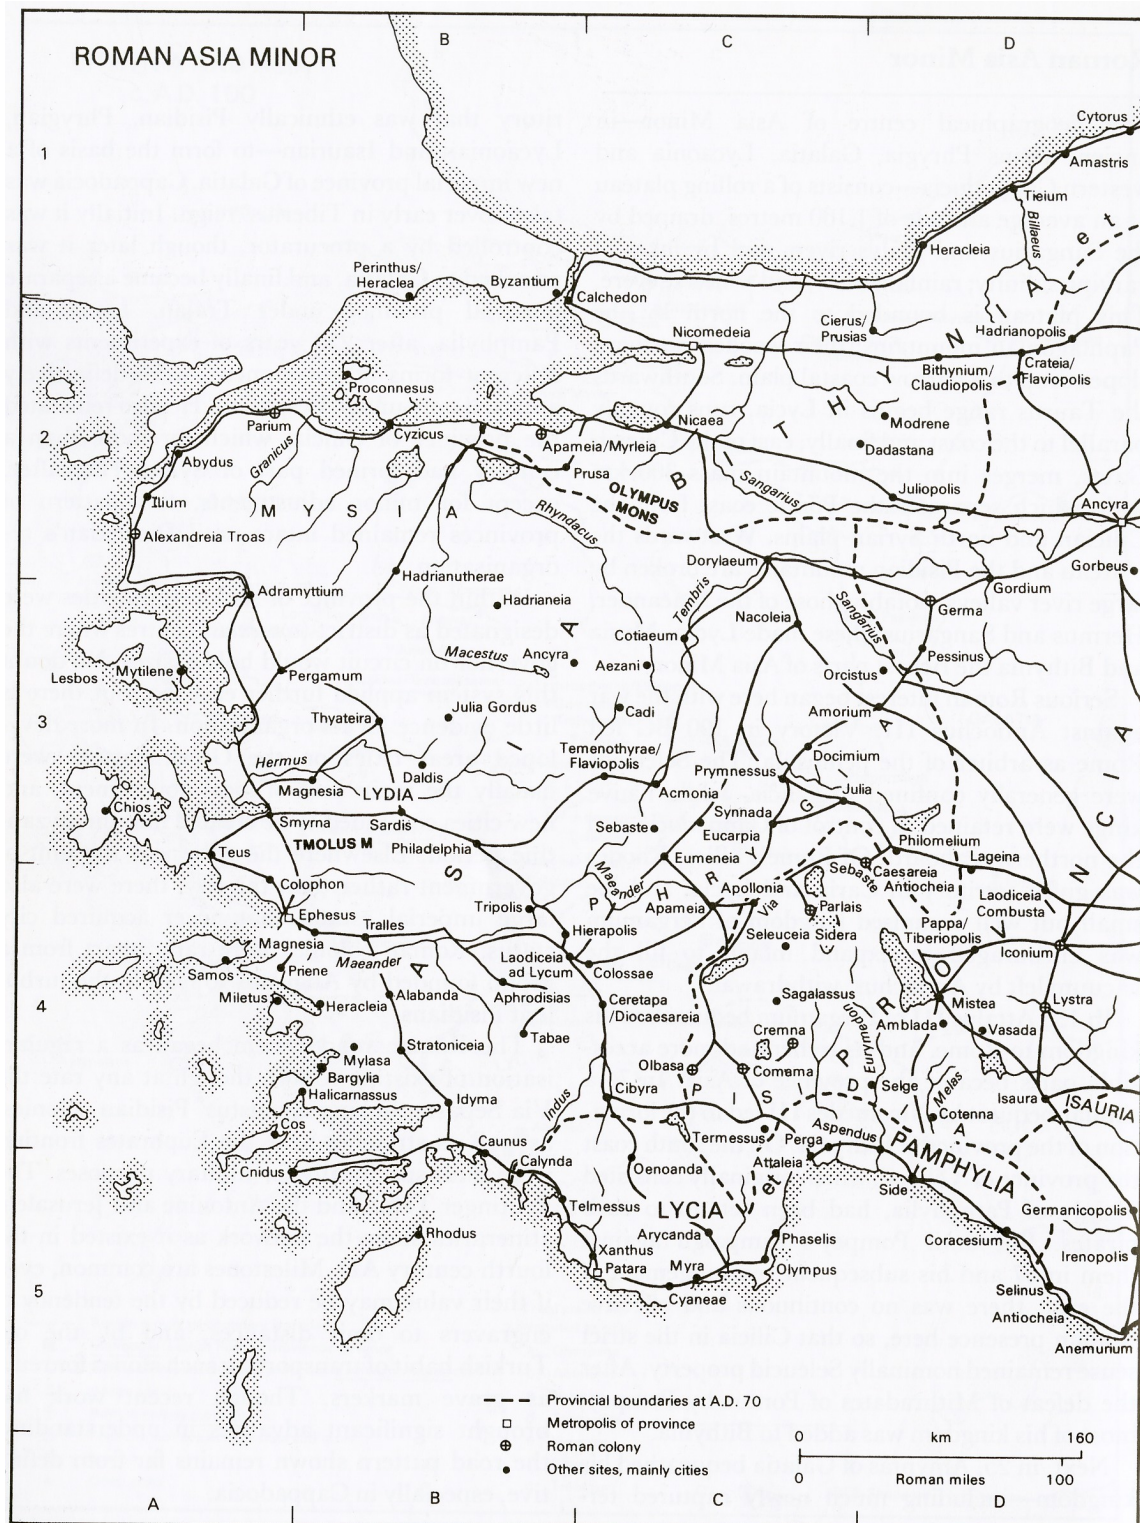 ROMAN ASIA MINOR
B
C
D
1
Cytorus
Amastris
Tieium
Billaeus
et
Heracleia
Perinthus/
Heraclea
Byzantium
Calchedon
A
Cierus/
Prusias
Hadrianopolis
Nicomedeia
N
Bithynium/
Claudiopolis
Crateia/
Flaviopolis
Proconnesus
Y
H
Parium
Cyzicus
Nicaea
Modrene
2
Granicus
Apameia/Myrleia
T
Dadastana
Abydus
Prusa
I
B
OLYMPUS
MONS
Sangarius
Juliopolis
Ilium
Ancyra
MYSIA
Rhyndacus
Alexandreia Troas
Dorylaeum
Gorbeus
Hadrianutherae
Gordium
Adramyttium
Hadrianeia
Tembris
Sangarius
Germa
Nacoleia
A
Cotiaeum
Macestus
Ancyra
Aezani
Pessinus
Lesbos
Mytilene
Pergamum
Orcistus
3
Julia Gordus
Cadi
Amorium
Thyateira
A
A
I
Temenothyrae/
Flaviopolis
Docimium
Hermus
Daldis
Prymnessus
I
Magnesia
LYDIA
Acmonia
G
Julia
Chios
Synnada
Smyrna
Sardis
Sebaste
Eucarpia
C
TMOLUS M
Philadelphia
Y
Philomelium
Teus
Eumeneia
Lageina
S
Sebaste
Caesareia
Antiocheia
Colophon
Maeander
R
Apollonia
Laodiceia
Combusta
N
P
H
Via
Ephesus
Tripolis
Apameia
Parlais
Tralles
Pappa/
Tiberiopolis
V
Magnesia
Hierapolis
Seleuceia Sidera
Iconium
Maeander
Laodiceia
ad Lycum
Samos
Priene
A
Colossae
O
Miletus
Alabanda
Aphrodisias
Sagalassus
Mistea
Lystra
4
Heracleia
Ceretapa
/Diocaesareia
R
Amblada
Vasada
Tabae
Cremna
Eurmedon
Mylasa
Stratoniceia
P
Bargylia
Olbasa
Comama
Halicarnassus
Cibyra
D
Selge
Melas
Isaura
Idyma
Indus
P
I
S
I
Cotenna
ISAURIA
Cos
Termessus
Aspendus
A
Caunus
Perga
PAMPHYLIA
Cnidus
Calynda
Oenoanda
Attaleia
et
Side
Telmessus
LYCIA
Germanicopolis
Rhodus
Arycanda
Phaselis
Coracesium
Xanthus
Irenopolis
Patara
Myra
Olympus
5
Cyaneae
Selinus
Antiocheia
Anemurium
Provincial boundaries at A.D. 70
Metropolis of province
0 km 160
Roman colony
Other sites, mainly cities
0 Roman miles 100
A
B
C
D